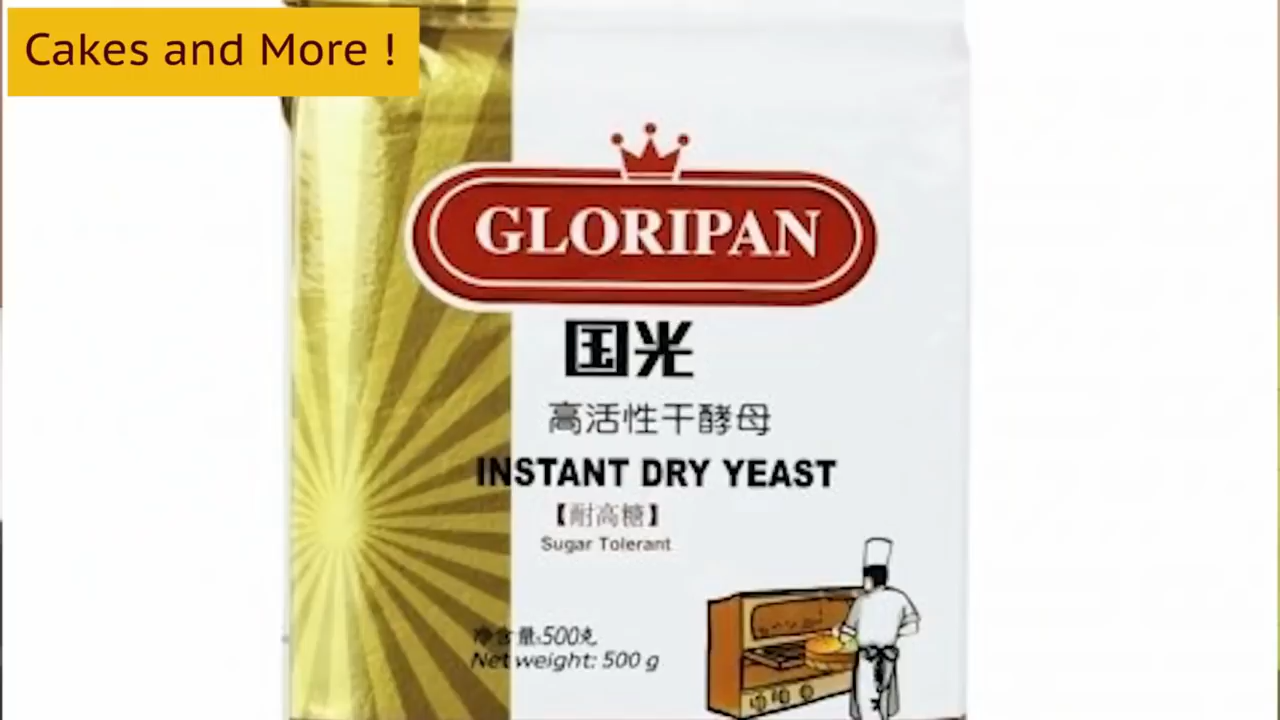 Cakes and More !
GLORIPAN
国光
高活性干酵母
INSTANT DRY YEAST
【耐高糖】
Sugar Tolerant
净含量:500克
Net weight: 500 g